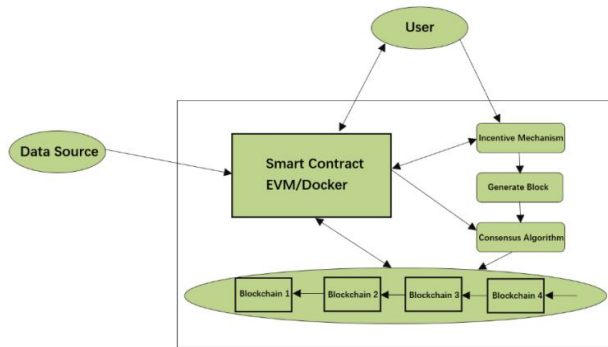 User
Data Source
Smart Contract
EVM/Docker
Incentive Mechanism
Generate Block
Consensus Algorithm
Blockchain 1
Blockchain 2
Blockchain 3
Blockchain 4